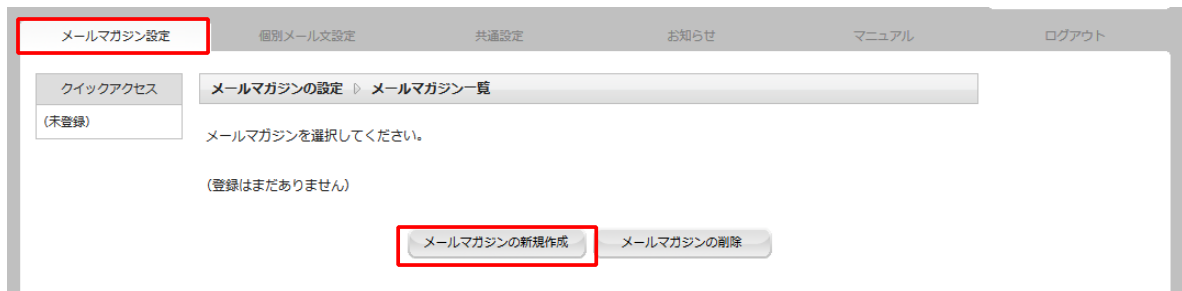 メールマガジン設定 個別メール文設定 共通設定 お知らせ マニュアル ログアウト
クイックアクセス
(未登録)
メールマガジンの設定 ▷ メールマガジン一覧
メールマガジンを選択してください。
(登録はまだありません)
メールマガジンの新規作成 メールマガジンの削除